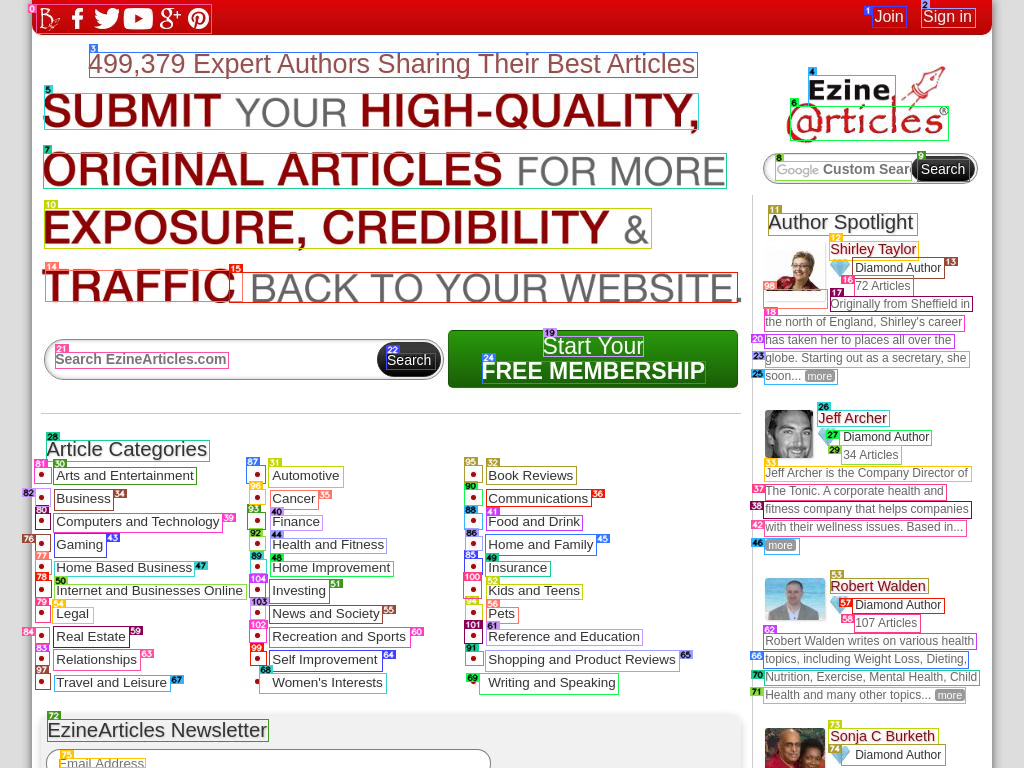 Join
Sign in
499,379 Expert Authors Sharing Their Best Articles
SUBMIT YOUR HIGH-QUALITY,
ORIGINAL ARTICLES FOR MORE
EXPOSURE, CREDIBILITY &
TRAFFIC BACK TO YOUR WEBSITE.
Search EzineArticles.com
Search
Start Your
FREE MEMBERSHIP
Article Categories
Arts and Entertainment
Automotive
Book Reviews
Business
Cancer
Communications
Computers and Technology
Finance
Food and Drink
Gaming
Health and Fitness
Home and Family
Home Based Business
Home Improvement
Insurance
Internet and Businesses Online
Investing
Kids and Teens
Legal
News and Society
Pets
Real Estate
Recreation and Sports
Reference and Education
Relationships
Self Improvement
Shopping and Product Reviews
Travel and Leisure
Women's Interests
Writing and Speaking
EzineArticles Newsletter
Email Address
Ezine
@rticles®
Google Custom Sear
Search
Author Spotlight
Shirley Taylor
Diamond Author
72 Articles
Originally from Sheffield in
the north of England, Shirley's career
has taken her to places all over the
globe. Starting out as a secretary, she
soon... more
Jeff Archer
Diamond Author
34 Articles
Jeff Archer is the Company Director of
The Tonic. A corporate health and
fitness company that helps companies
with their wellness issues. Based in...
more
Robert Walden
Diamond Author
107 Articles
Robert Walden writes on various health
topics, including Weight Loss, Dieting,
Nutrition, Exercise, Mental Health, Child
Health and many other topics... more
Sonja C Burketh
Diamond Author